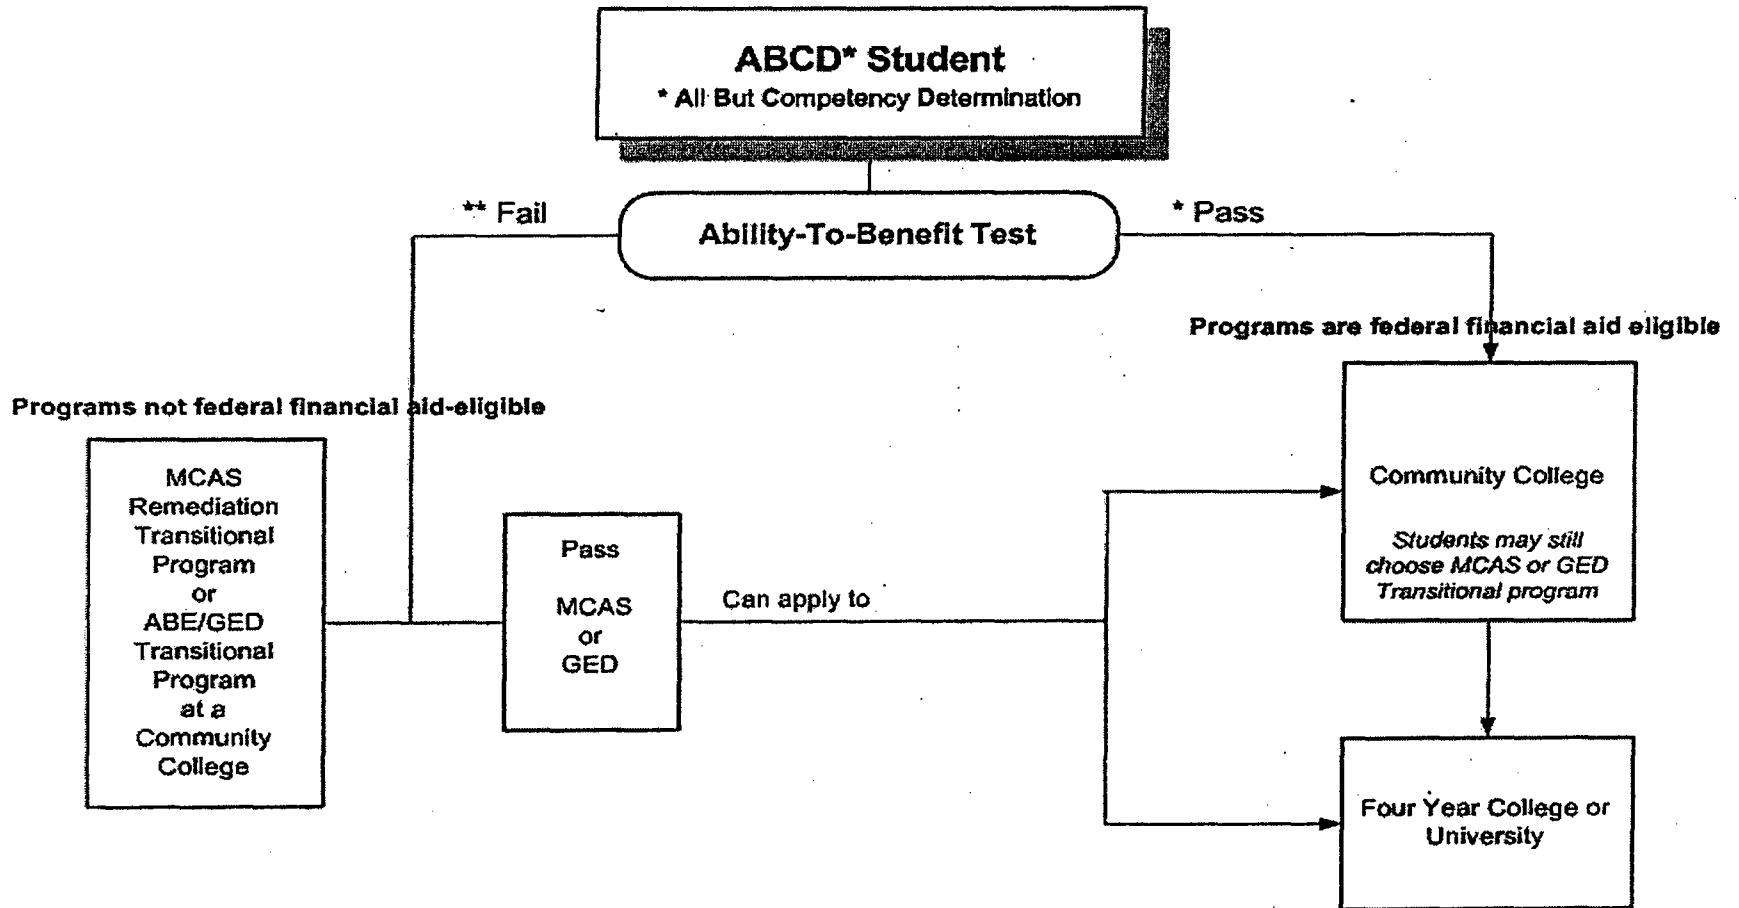 ABCD* Student
* All But Competency Determination
** Fail
Ability-To-Benefit Test
* Pass
Programs are federal financial aid eligible
Programs not federal financial aid-eligible
MCAS
Remediation
Transitional
Program
or
ABE/GED
Transitional
Program
at a
Community
College
Pass
MCAS
or
GED
Can apply to
Community College
Students may still
choose MCAS or GED
Transitional program
Four Year College or
University